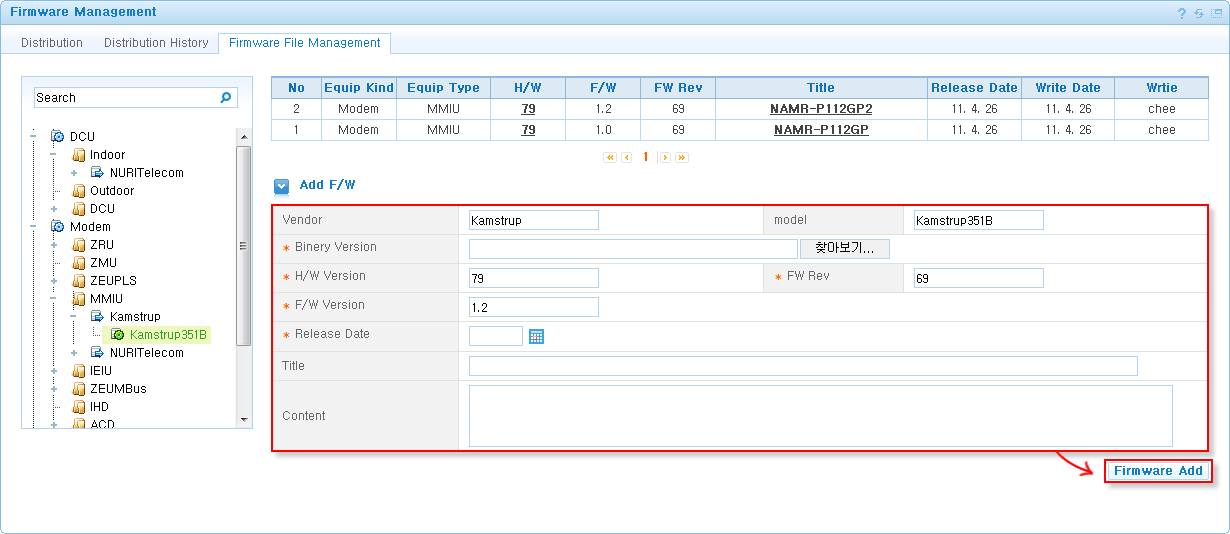 Firmware Management
?
Distribution Distribution History Firmware File Management
Search
DCU
Indoor
NURITelecom
Outdoor
DCU
Modem
ZRU
ZMU
ZEUPLS
MMIU
Kamstrup
Kamstrup351B
NURITelecom
IEIU
ZEUMBus
IHD
ACD
No Equip Kind Equip Type H/W F/W FW Rev Title Release Date Write Date Wrtie
2 Modem MMIU 79 1.2 69 NAMR-P112GP2 11. 4. 26 11. 4. 26 chee
1 Modem MMIU 79 1.0 69 NAMR-P112GP 11. 4. 26 11. 4. 26 chee
1
Add F/W
Vendor Kamstrup model Kamstrup351B
* Binary Version 찾아보기...
* H/W Version 79 * FW Rev 69
* F/W Version 1.2
* Release Date
Title
Content
Firmware Add